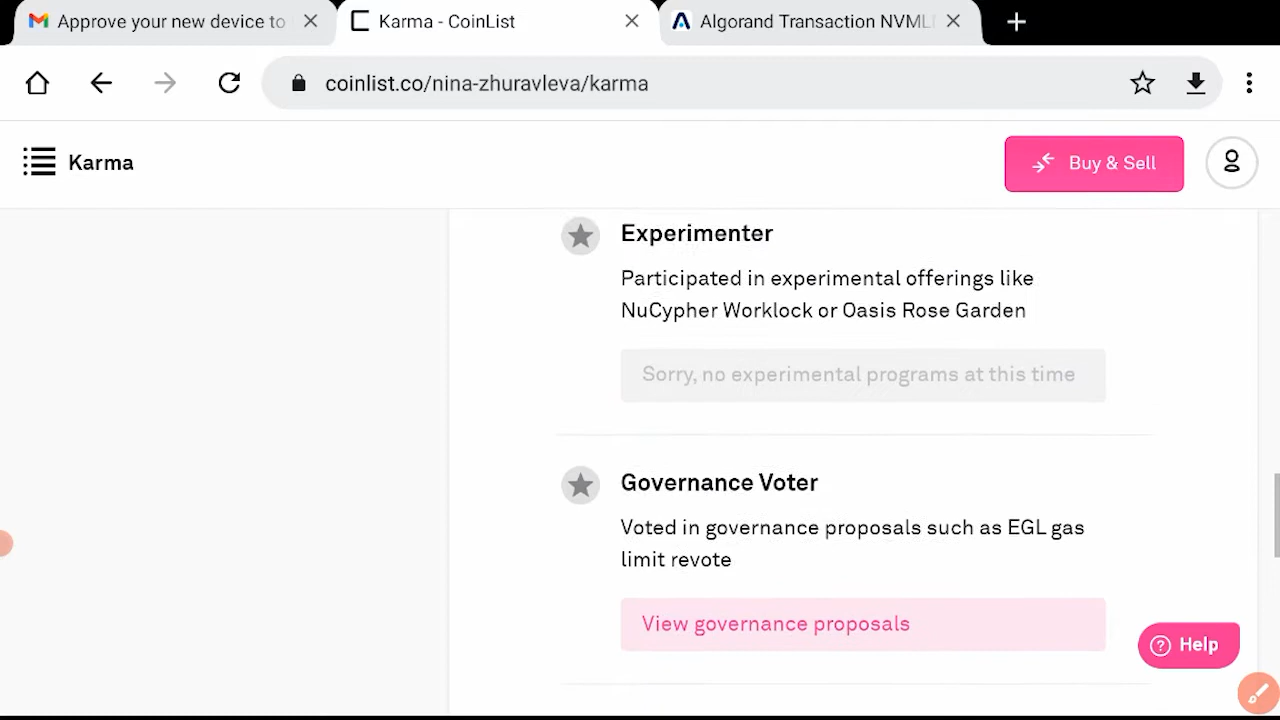 Approve your new device to
Karma - CoinList
Algorand Transaction NVML
coinlist.co/nina-zhuravleva/karma
Karma
Buy & Sell
Experimenter
Participated in experimental offerings like
NuCypher Worklock or Oasis Rose Garden
Sorry, no experimental programs at this time
Governance Voter
Voted in governance proposals such as EGL gas
limit revote
View governance proposals
Help